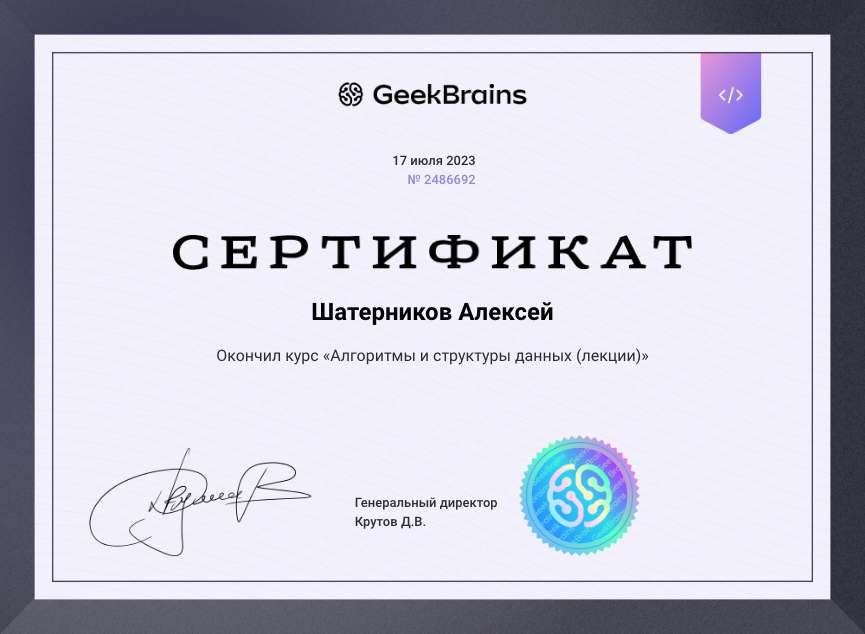 GeekBrains
</>
17 июля 2023
№ 2486692
СЕРТИФИКАТ
Шатерников Алексей
Окончил курс «Алгоритмы и структуры данных (лекции)»
Генеральный директор
Крутов Д.В.